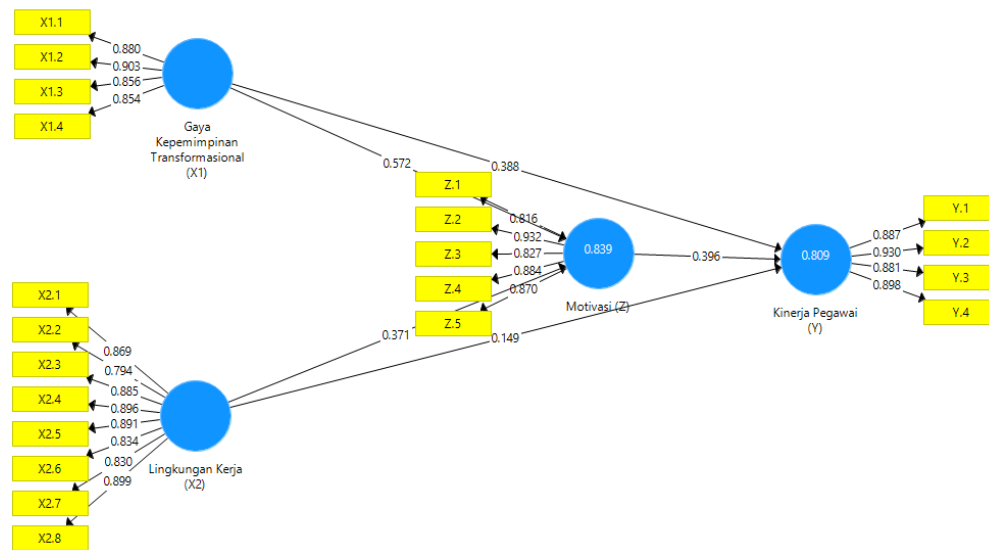 X1.1
X1.2
X1.3
X1.4
0.880
0.903
0.856
0.854
Gaya
Kepemimpinan
Transformasional
(X1)
0.572
0.388
Z.1
Z.2
Z.3
Z.4
Z.5
0.816
0.932
0.827
0.884
0.870
0.839
Motivasi (Z)
0.396
0.809
Kinerja Pegawai
(Y)
0.887
0.930
0.881
0.898
Y.1
Y.2
Y.3
Y.4
X2.1
X2.2
X2.3
X2.4
X2.5
X2.6
X2.7
X2.8
0.869
0.794
0.885
0.896
0.891
0.834
0.830
0.899
Lingkungan Kerja
(X2)
0.371
0.149